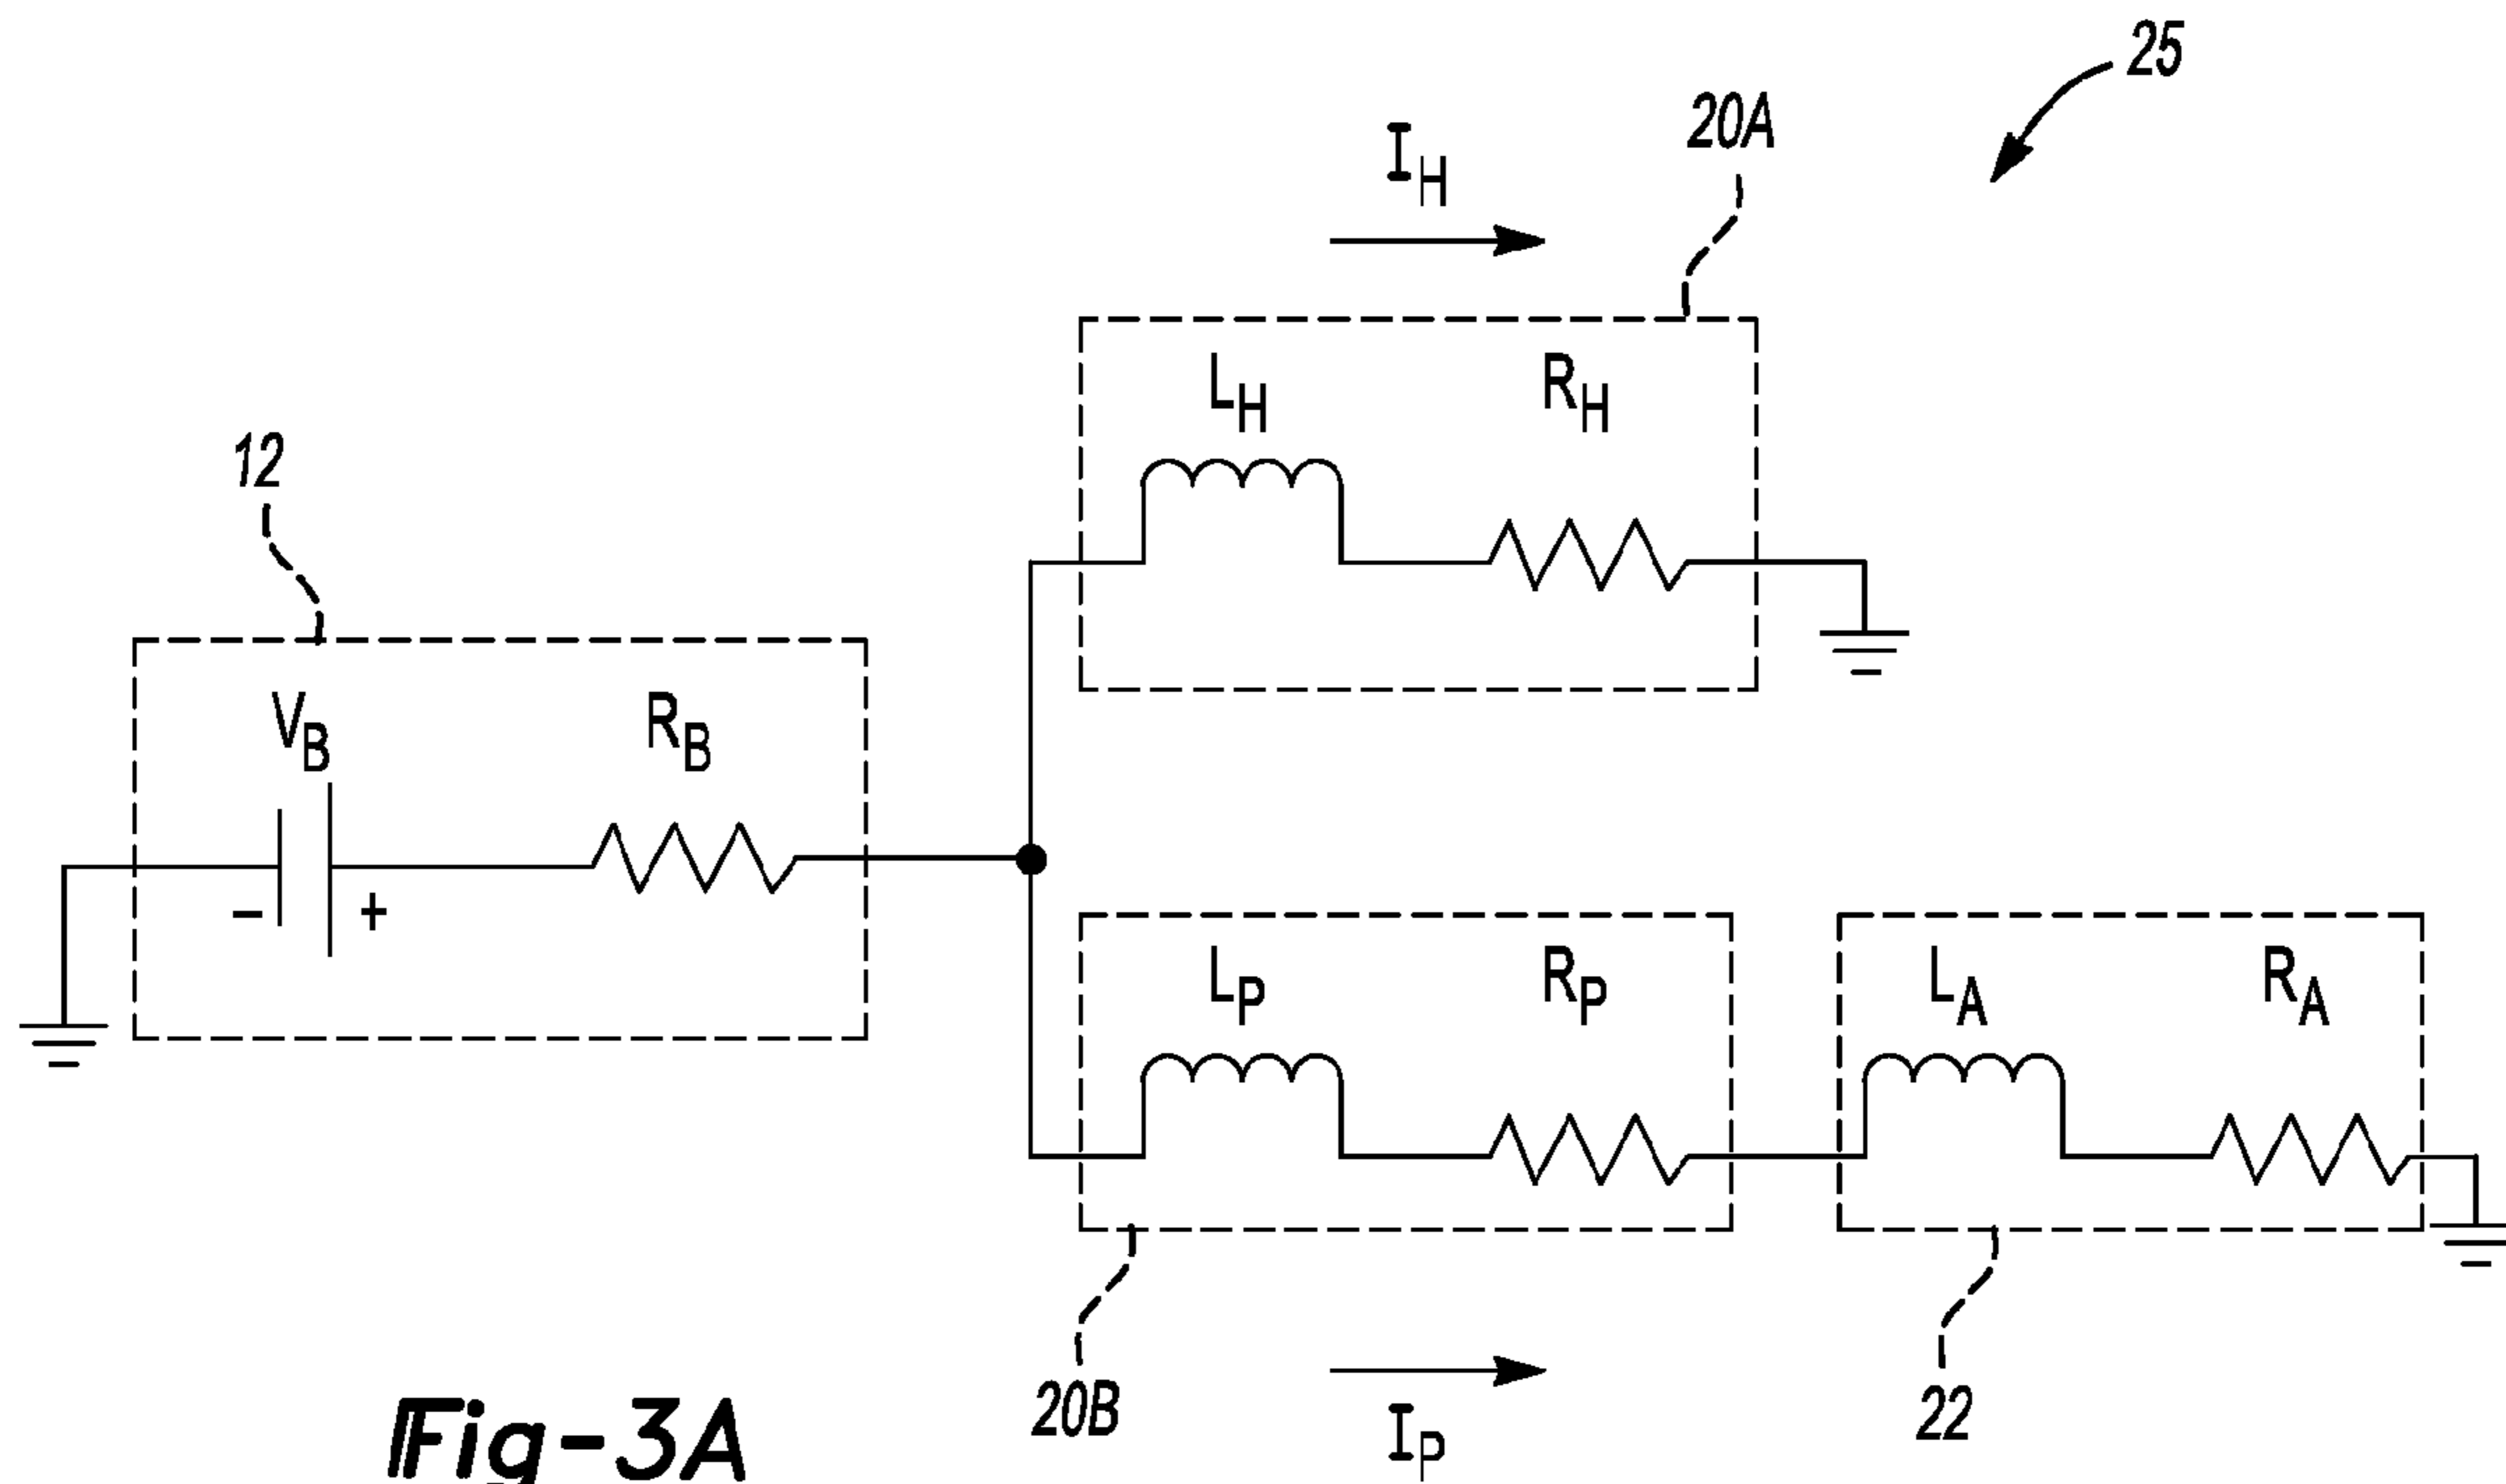 25
20A
I_H
L_H R_H
12
V_B R_B
- +
L_P R_P L_A R_A
20B I_P 22
Fig-3A